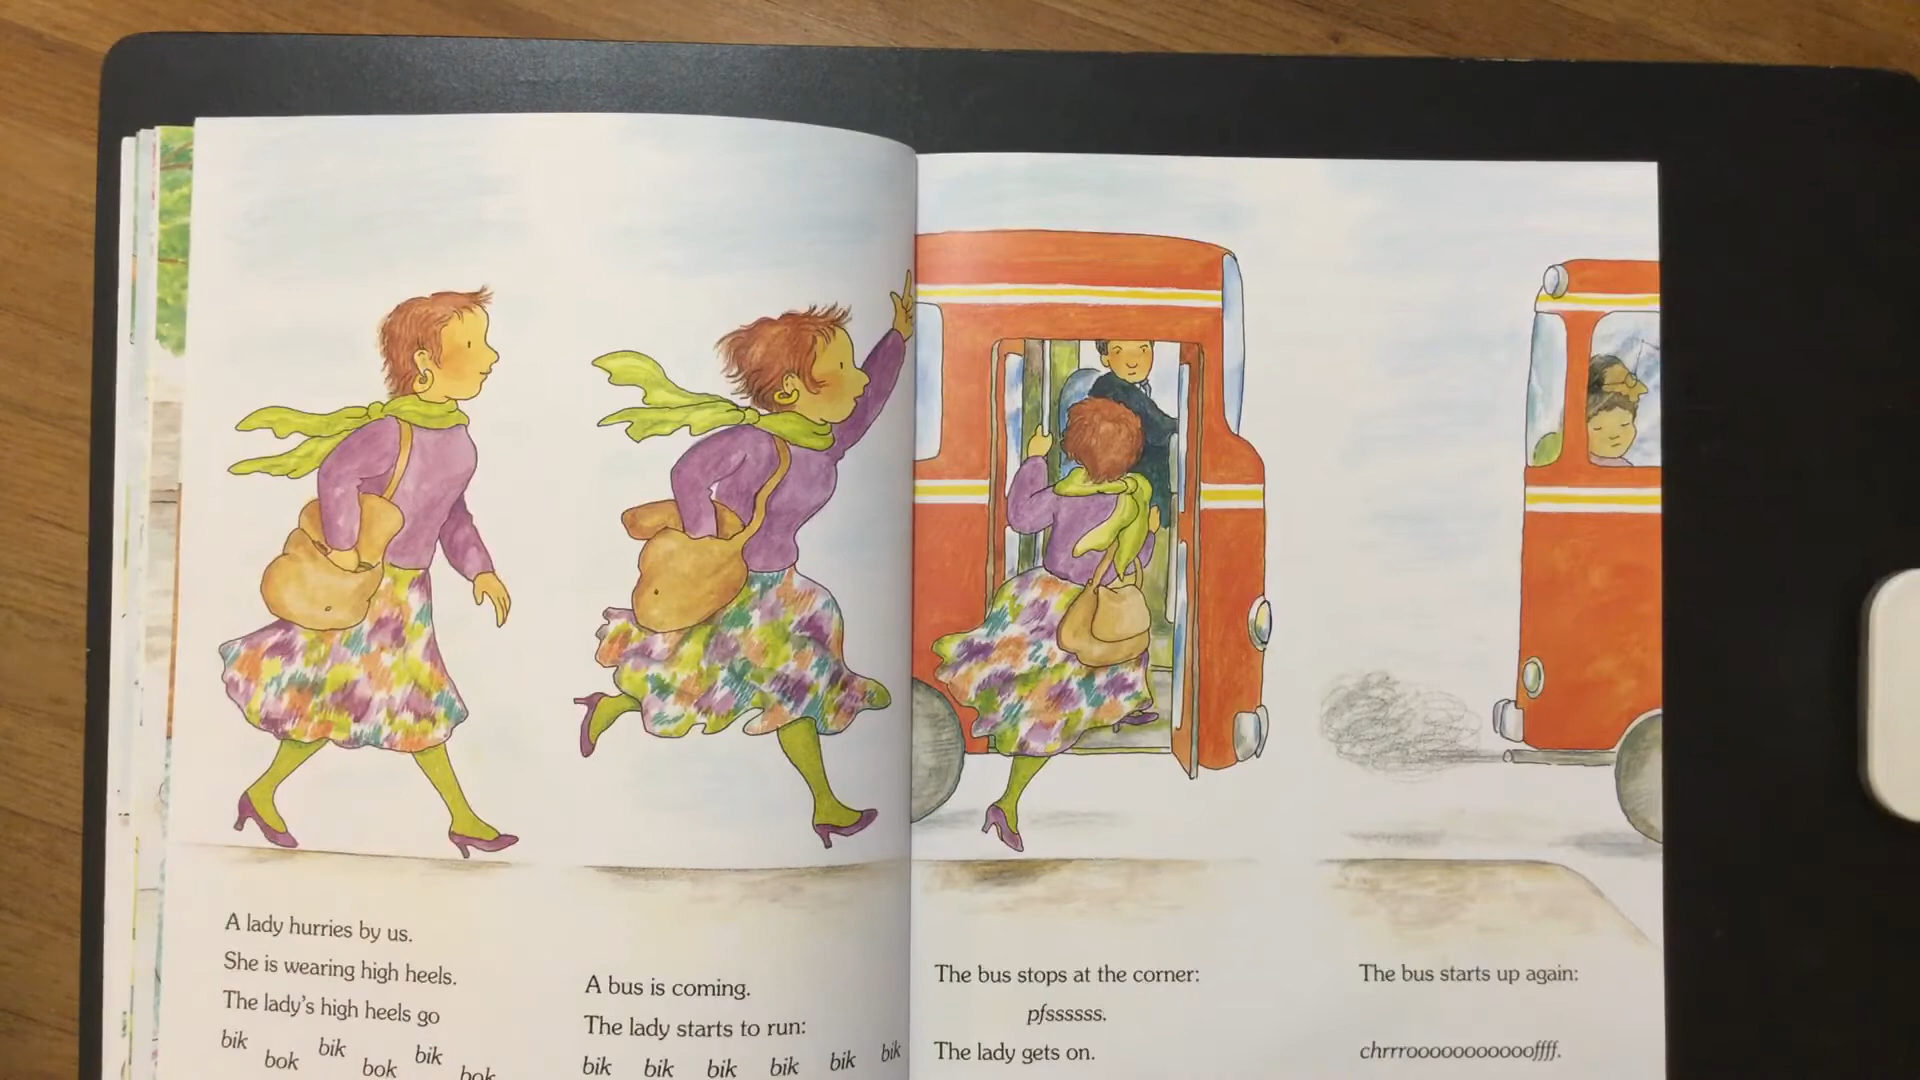 A lady hurries by us.
She is wearing high heels.
The lady's high heels go
bik bok bik bok bik bok
A bus is coming.
The lady starts to run:
bik bik bik bik bik bik
The bus stops at the corner:
pfssssss.
The lady gets on.
The bus starts up again:
chrrroooooooooooffff.